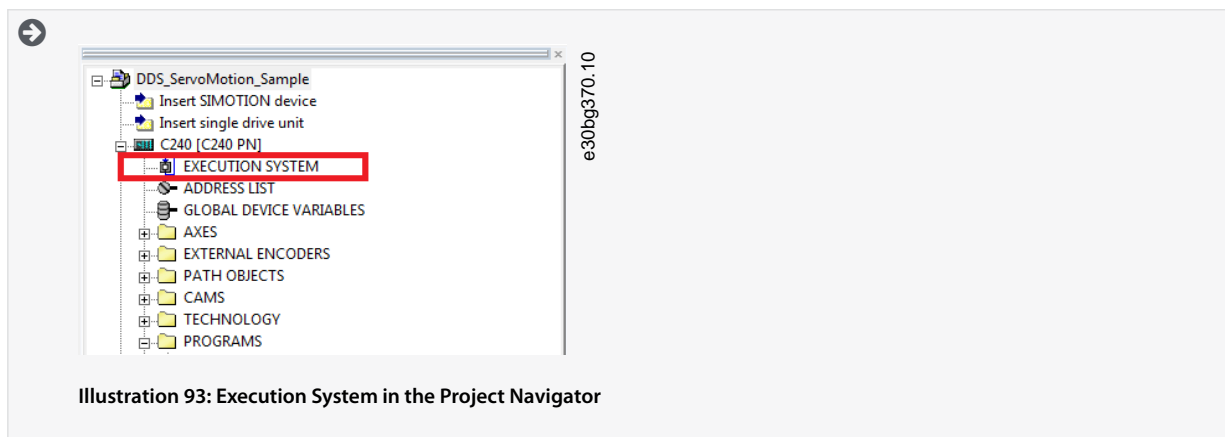 DDS_ServoMotion_Sample
Insert SIMOTION device
Insert single drive unit
C240 [C240 PN]
EXECUTION SYSTEM
ADDRESS LIST
GLOBAL DEVICE VARIABLES
AXES
EXTERNAL ENCODERS
PATH OBJECTS
CAMS
TECHNOLOGY
PROGRAMS
e30bg370.10
Illustration 93: Execution System in the Project Navigator